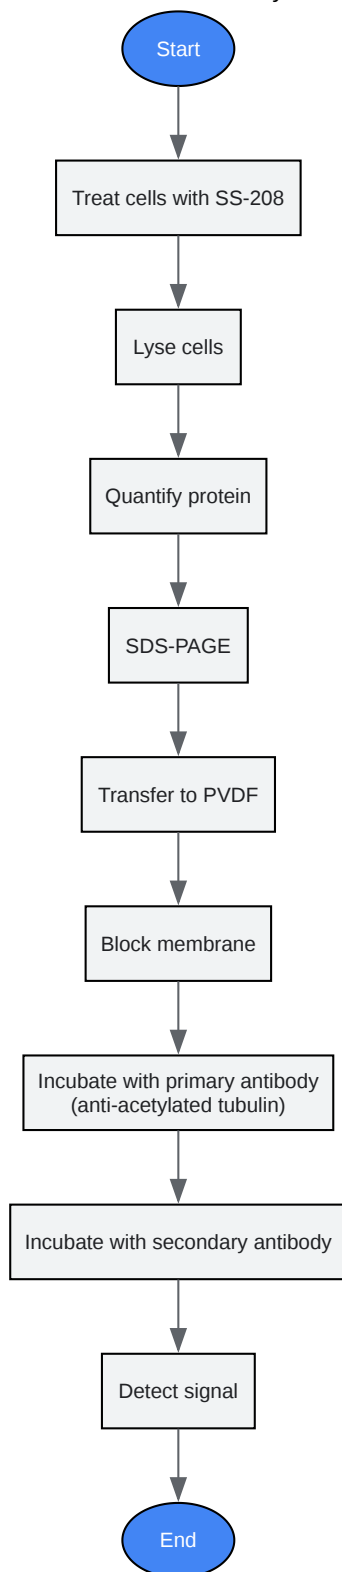 Start
Treat cells with SS-208
Lyse cells
Quantify protein
SDS-PAGE
Transfer to PVDF
Block membrane
Incubate with primary antibody
(anti-acetylated tubulin)
Incubate with secondary antibody
Detect signal
End